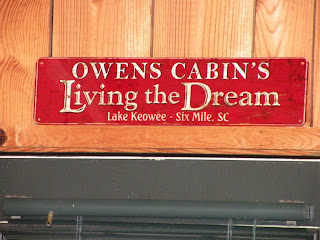 OWENS CABIN'S
Living the Dream
Lake Keowee - Six Mile, SC